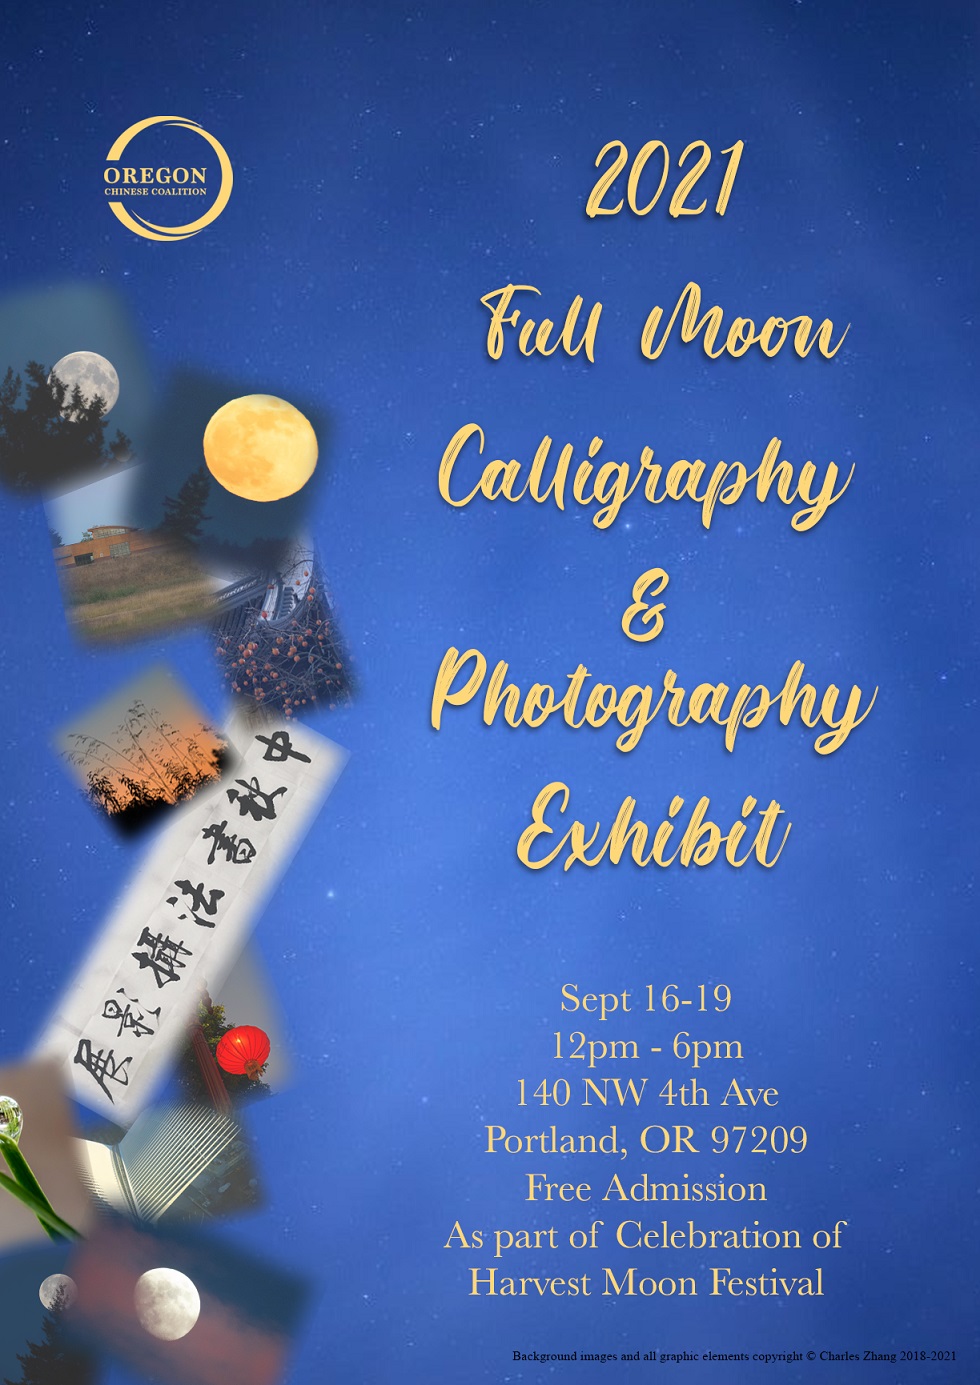 OREGON
CHINESE COALITION
2021
Full Moon
Calligraphy
&
Photography
Exhibit
中秋書法攝影展
Sept 16-19
12pm - 6pm
140 NW 4th Ave
Portland, OR 97209
Free Admission
As part of Celebration of
Harvest Moon Festival
Background images and all graphic elements copyright © Charles Zhang 2018-2021